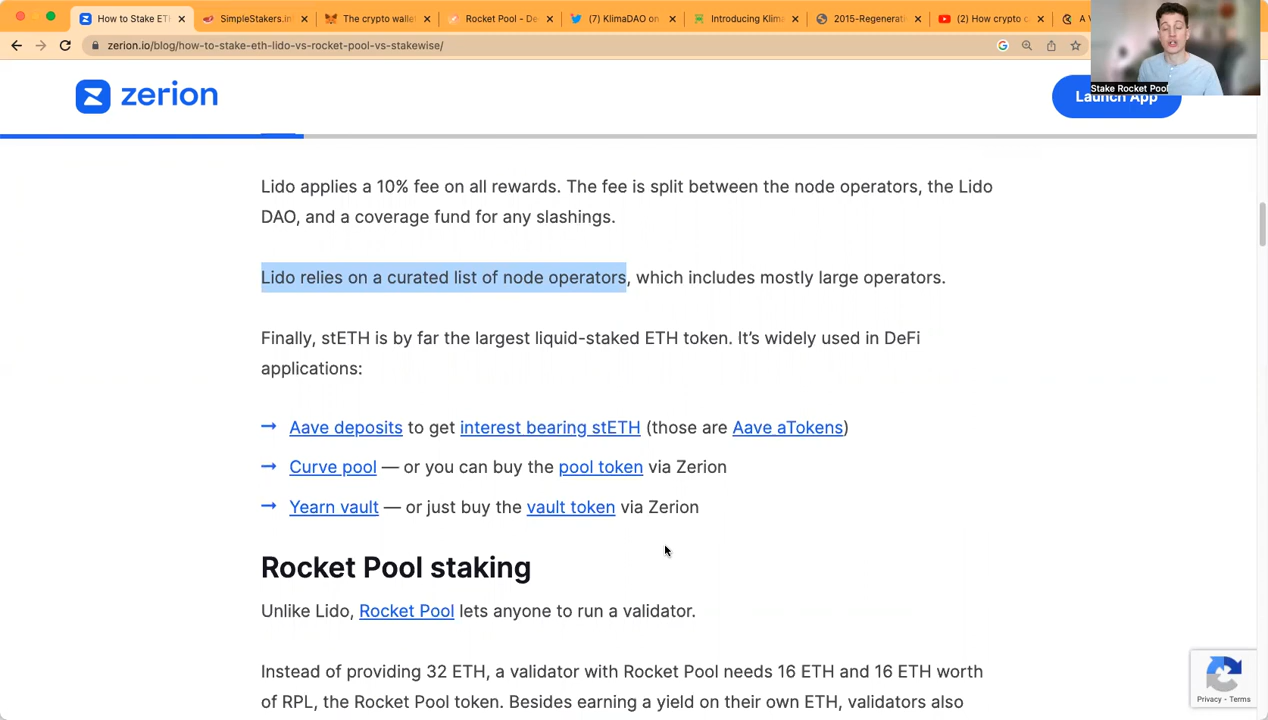 How to Stake ET
SimpleStakers.in
The crypto walle
Rocket Pool - De
(7) KlimaDAO on
Introducing Klima
2015-Regenerati
(2) How crypto c
A V
zerion.io/blog/how-to-stake-eth-lido-vs-rocket-pool-vs-stakewise/
Stake Rocket Pool
zerion
Launch App
Lido applies a 10% fee on all rewards. The fee is split between the node operators, the Lido
DAO, and a coverage fund for any slashings.
Lido relies on a curated list of node operators, which includes mostly large operators.
Finally, stETH is by far the largest liquid-staked ETH token. It’s widely used in DeFi
applications:
→ Aave deposits to get interest bearing stETH (those are Aave aTokens)
→ Curve pool — or you can buy the pool token via Zerion
→ Yearn vault — or just buy the vault token via Zerion
Rocket Pool staking
Unlike Lido, Rocket Pool lets anyone to run a validator.
Instead of providing 32 ETH, a validator with Rocket Pool needs 16 ETH and 16 ETH worth
of RPL, the Rocket Pool token. Besides earning a yield on their own ETH, validators also
Privacy - Terms